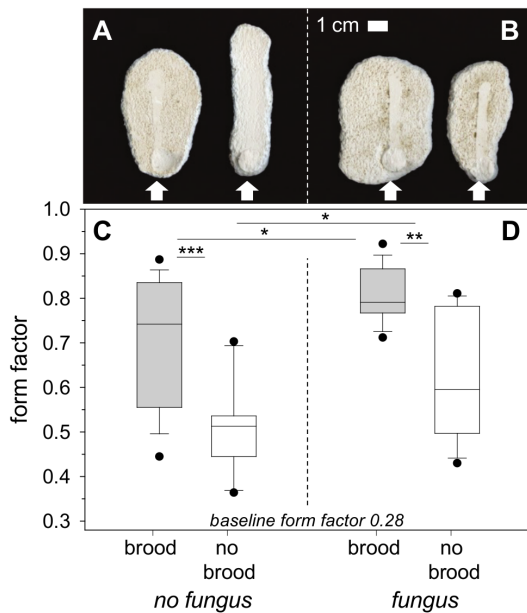 A
1 cm
B
C
D
***
*
*
**
form factor
1.0
0.9
0.8
0.7
0.6
0.5
0.4
0.3
baseline form factor 0.28
brood
no
brood
brood
no
brood
no fungus
fungus